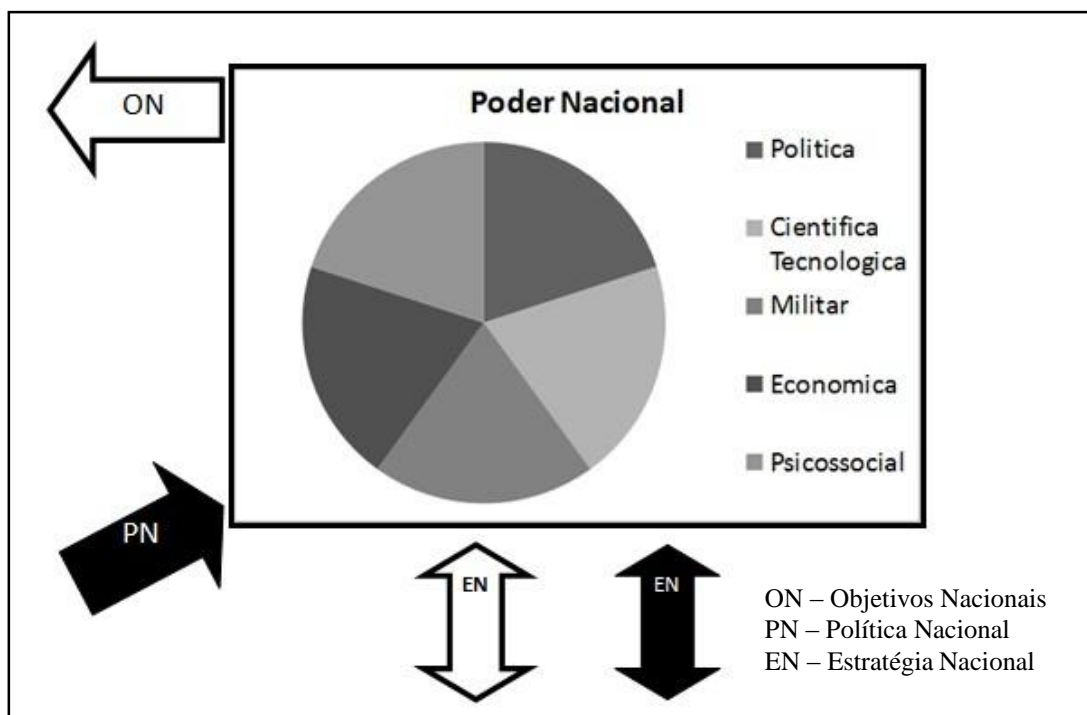 ON
Poder Nacional
Politica
Cientifica
Tecnologica
Militar
Economica
Psicossocial
PN
EN
EN
ON – Objetivos Nacionais
PN – Política Nacional
EN – Estratégia Nacional